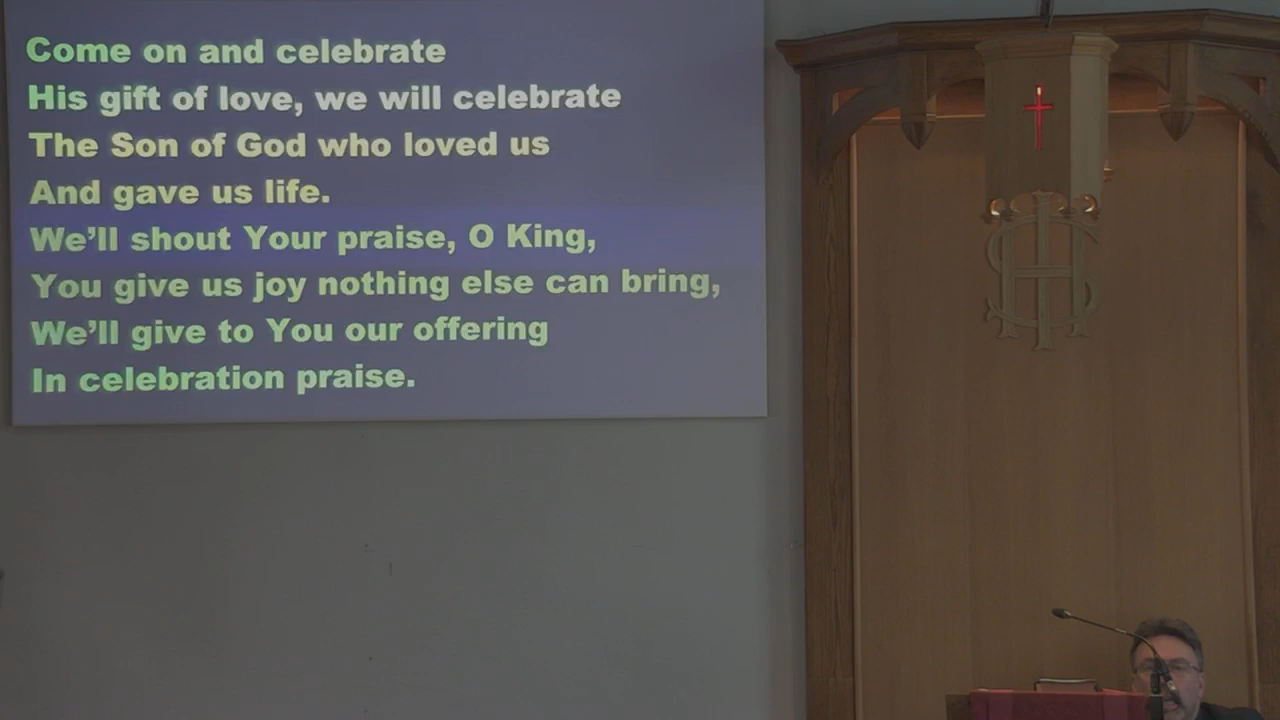 Come on and celebrate
His gift of love, we will celebrate
The Son of God who loved us
And gave us life.
We'll shout Your praise, O King,
You give us joy nothing else can bring,
We'll give to You our offering
In celebration praise.
IHS